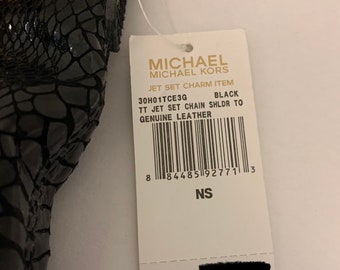 MICHAEL
MICHAEL KORS
JET SET CHARM ITEM
30H01TCE3G BLACK
TT JET SET CHAIN SHLDR TO
GENUINE LEATHER
8 84485 92771 3
NS